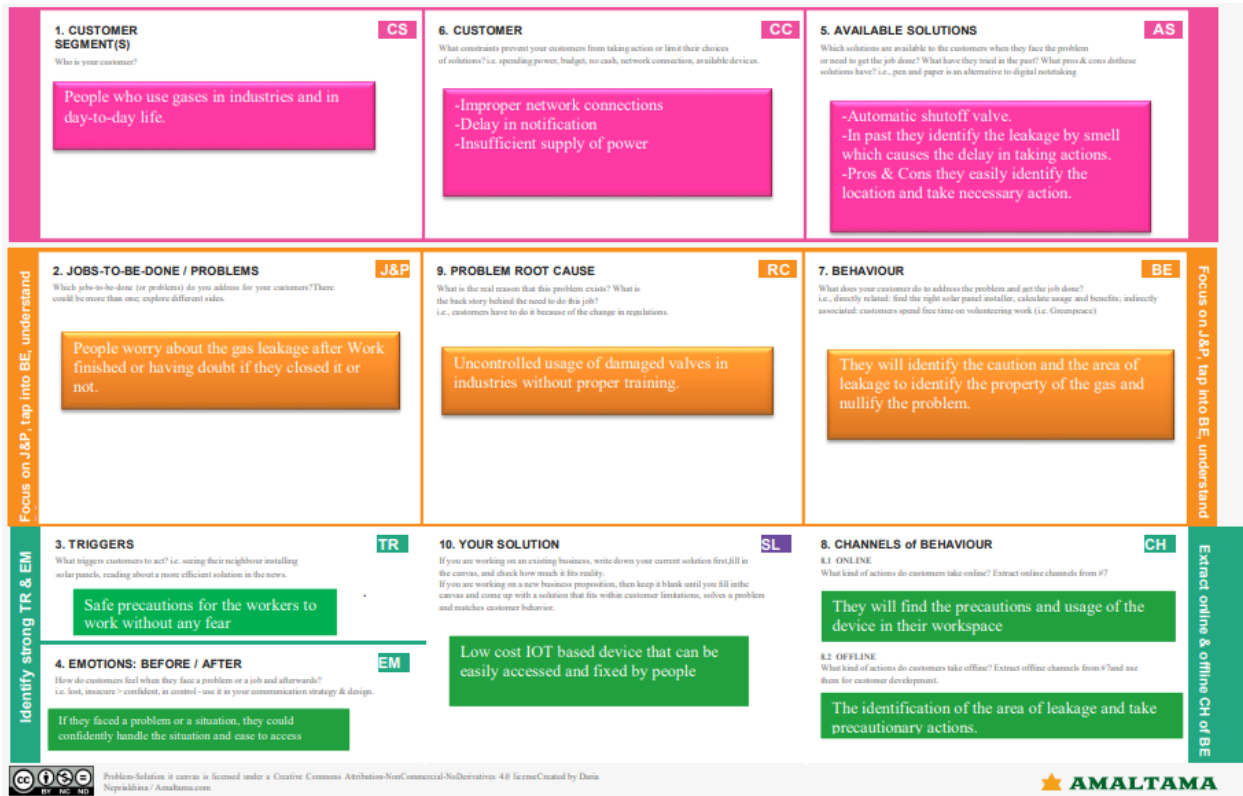 1. CUSTOMER
SEGMENT(S)
CS
Who is your customer?
People who use gases in industries and in
day-to-day life.
6. CUSTOMER
CC
What constraints prevent your customers from taking action or limit their choices
of solutions? i.e. spending power, budget, no cash, network connection, available devices.
-Improper network connections
-Delay in notification
-Insufficient supply of power
5. AVAILABLE SOLUTIONS
AS
Which solutions are available to the customers when they face the problem
or need to get the job done? What have they tried in the past? What pros & cons dothese
solutions have? i.e., pen and paper is an alternative to digital notetaking
-Automatic shutoff valve.
-In past they identify the leakage by smell
which causes the delay in taking actions.
-Pros & Cons they easily identify the
location and take necessary action.
Focus on J&P, tap into BE, understand
2. JOBS-TO-BE-DONE / PROBLEMS
J&P
Which jobs-to-be-done (or problems) do you address for your customers?There
could be more than one; explore different sides.
People worry about the gas leakage after Work
finished or having doubt if they closed it or
not.
9. PROBLEM ROOT CAUSE
RC
What is the real reason that this problem exists? What is
the back story behind the need to do this job?
i.e., customers have to do it because of the change in regulations.
Uncontrolled usage of damaged valves in
industries without proper training.
7. BEHAVIOUR
BE
What does your customer do to address the problem and get the job done?
i.e., directly related: find the right solar panel installer, calculate usage and benefits; indirectly
associated: customers spend free time on volunteering work (i.e. Greenpeace)
They will identify the caution and the area of
leakage to identify the property of the gas and
nullify the problem.
Focus on J&P, tap into BE, understand
Identify strong TR & EM
3. TRIGGERS
TR
What triggers customers to act? i.e. seeing their neighbour installing
solar panels, reading about a more efficient solution in the news.
Safe precautions for the workers to
work without any fear
4. EMOTIONS: BEFORE / AFTER
EM
How do customers feel when they face a problem or a job and afterwards?
i.e. lost, insecure > confident, in control - use it in your communication strategy & design.
If they faced a problem or a situation, they could
confidently handle the situation and ease to access
10. YOUR SOLUTION
SL
If you are working on an existing business, write down your current solution first,fill in
the canvas, and check how much it fits reality.
If you are working on a new business proposition, then keep it blank until you fill inthe
canvas and come up with a solution that fits within customer limitations, solves a problem
and matches customer behavior.
Low cost IOT based device that can be
easily accessed and fixed by people
8. CHANNELS of BEHAVIOUR
CH
8.1 ONLINE
What kind of actions do customers take online? Extract online channels from #7
They will find the precautions and usage of the
device in their workspace
8.2 OFFLINE
What kind of actions do customers take offline? Extract offline channels from #7and use
them for customer development.
The identification of the area of leakage and take
precautionary actions.
Extract online & offline CH of BE
cc
BY NC ND
Problem-Solution it canvas is licensed under a Creative Commons Attribution-NonCommercial-NoDerivatives 4.0 licenseCreated by Daria
Nepriakhina / Amaltama.com
AMALTAMA